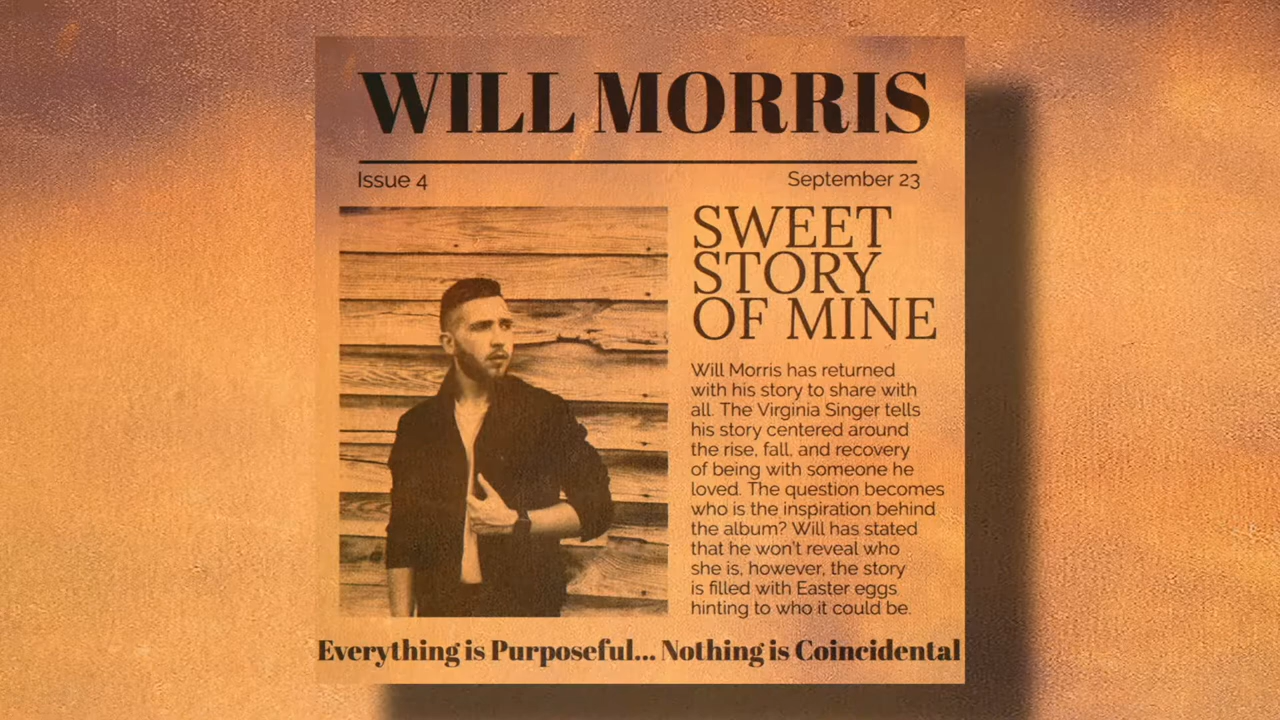 WILL MORRIS
Issue 4
September 23
SWEET
STORY
OF MINE
Will Morris has returned
with his story to share with
all. The Virginia Singer tells
his story centered around
the rise, fall, and recovery
of being with someone he
loved. The question becomes
who is the inspiration behind
the album? Will has stated
that he won't reveal who
she is, however, the story
is filled with Easter eggs
hinting to who it could be.
Everything is Purposeful... Nothing is Coincidental